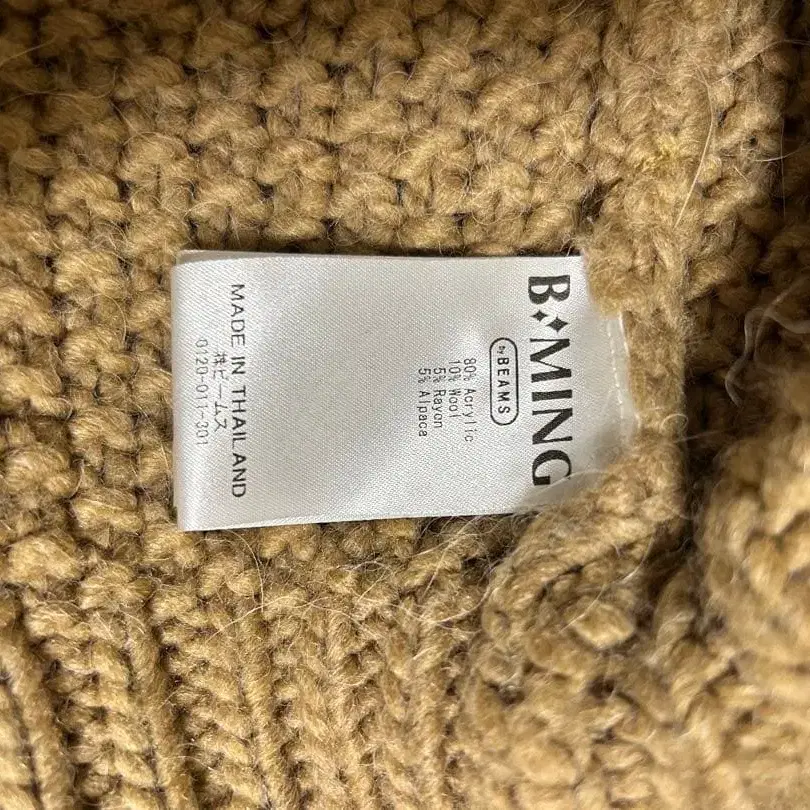 B MING
by BEAMS
80% Acrylic
10% Wool
5% Rayon
5% Alpaca
MADE IN THAILAND
㈱ビームス
0120-011-301